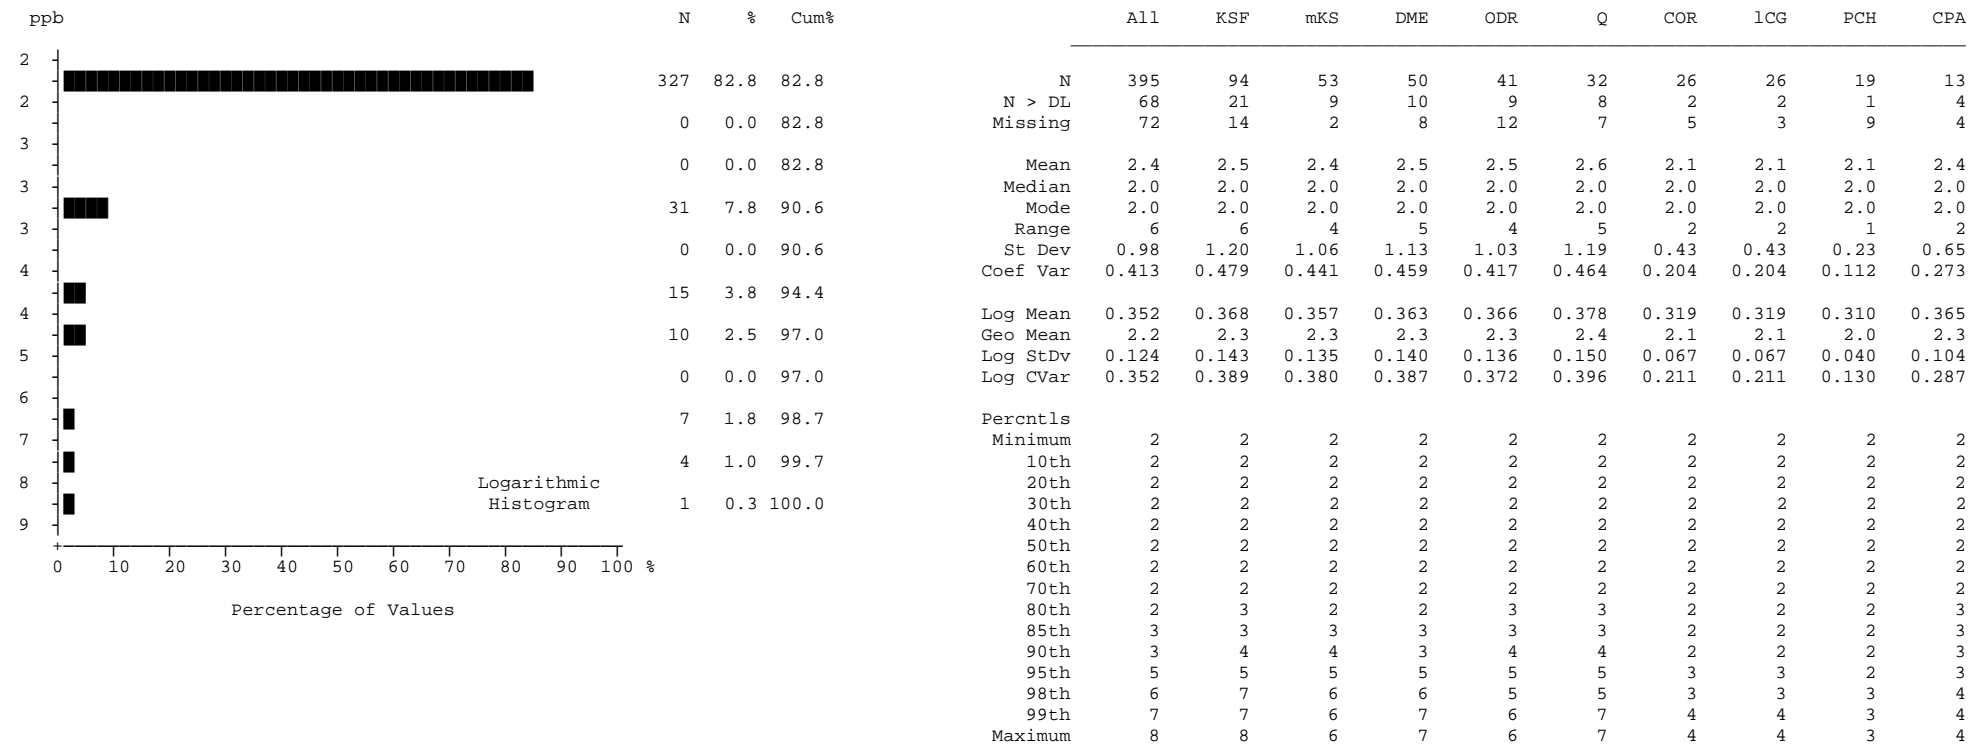 ppb N % Cum% All KSF mKS DME ODR Q COR lCG PCH CPA
2
327 82.8 82.8 N 395 94 53 50 41 32 26 26 19 13
2 N > DL 68 21 9 10 9 8 2 2 1 4
0 0.0 82.8 Missing 72 14 2 8 12 7 5 3 9 4
3
0 0.0 82.8 Mean 2.4 2.5 2.4 2.5 2.5 2.6 2.1 2.1 2.1 2.4
3 Median 2.0 2.0 2.0 2.0 2.0 2.0 2.0 2.0 2.0 2.0
31 7.8 90.6 Mode 2.0 2.0 2.0 2.0 2.0 2.0 2.0 2.0 2.0 2.0
3 Range 6 6 4 5 4 5 2 2 1 2
0 0.0 90.6 St Dev 0.98 1.20 1.06 1.13 1.03 1.19 0.43 0.43 0.23 0.65
4 Coef Var 0.413 0.479 0.441 0.459 0.417 0.464 0.204 0.204 0.112 0.273
15 3.8 94.4
4 Log Mean 0.352 0.368 0.357 0.363 0.366 0.378 0.319 0.319 0.310 0.365
10 2.5 97.0 Geo Mean 2.2 2.3 2.3 2.3 2.3 2.4 2.1 2.1 2.0 2.3
5 Log StDv 0.124 0.143 0.135 0.140 0.136 0.150 0.067 0.067 0.040 0.104
0 0.0 97.0 Log CVar 0.352 0.389 0.380 0.387 0.372 0.396 0.211 0.211 0.130 0.287
6
7 1.8 98.7 Percntls
7 Minimum 2 2 2 2 2 2 2 2 2 2
4 1.0 99.7 10th 2 2 2 2 2 2 2 2 2 2
8 Logarithmic 20th 2 2 2 2 2 2 2 2 2 2
Histogram 1 0.3 100.0 30th 2 2 2 2 2 2 2 2 2 2
9 40th 2 2 2 2 2 2 2 2 2 2
50th 2 2 2 2 2 2 2 2 2 2
0 10 20 30 40 50 60 70 80 90 100 % 60th 2 2 2 2 2 2 2 2 2 2
70th 2 2 2 2 2 2 2 2 2 2
Percentage of Values 80th 2 3 2 2 3 3 2 2 2 3
85th 3 3 3 3 3 3 2 2 2 3
90th 3 4 4 3 4 4 2 2 2 3
95th 5 5 5 5 5 5 3 3 2 3
98th 6 7 6 6 5 5 3 3 3 4
99th 7 7 6 7 6 7 4 4 3 4
Maximum 8 8 6 7 6 7 4 4 3 4